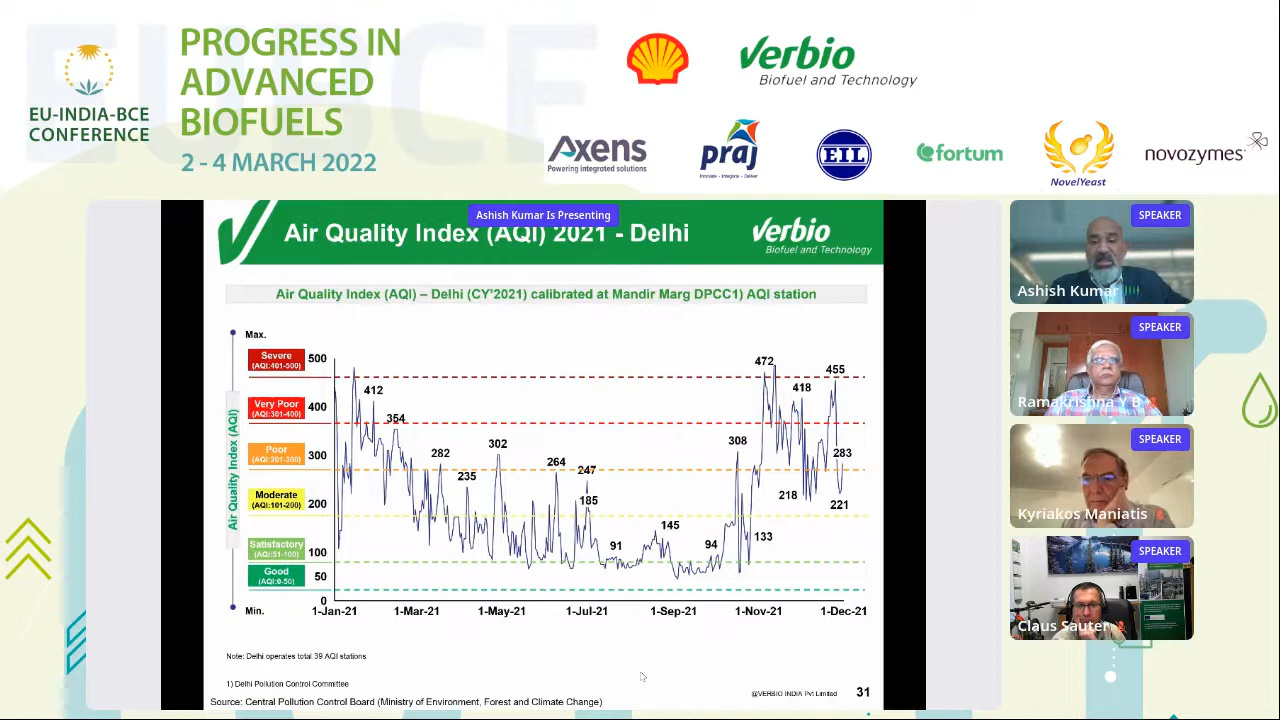 EU-INDIA-BCE
CONFERENCE
PROGRESS IN
ADVANCED
BIOFUELS
2 - 4 MARCH 2022
Verbio
Biofuel and Technology
Axens
Powering integrated solutions
praj
Innovate • Integrate • Deliver
EIL
fortum
NovelYeast
novozymes
Ashish Kumar Is Presenting
Air Quality Index (AQI) 2021 - Delhi
Verbio
Biofuel and Technology
Air Quality Index (AQI) – Delhi (CY'2021) calibrated at Mandir Marg DPCC1) AQI station
Max.
Severe
(AQI:401-500)
Very Poor
(AQI:301-400)
Poor
(AQI:201-300)
Moderate
(AQI:101-200)
Satisfactory
(AQI:51-100)
Good
(AQI:0-50)
Min.
Air Quality Index (AQI)
500
400
300
200
100
50
0
412
354
282
235
302
264
247
185
91
145
94
308
133
472
418
218
455
283
221
1-Jan-21
1-Mar-21
1-May-21
1-Jul-21
1-Sep-21
1-Nov-21
1-Dec-21
Note: Delhi operates total 39 AQI stations
1) Delhi Pollution Control Committee
Source: Central Pollution Control Board (Ministry of Environment, Forest and Climate Change)
@VERBIO INDIA Pvt Limited
31
SPEAKER
Ashish Kumar
SPEAKER
Ramakrishna Y B
SPEAKER
Kyriakos Maniatis
SPEAKER
Claus Sauter